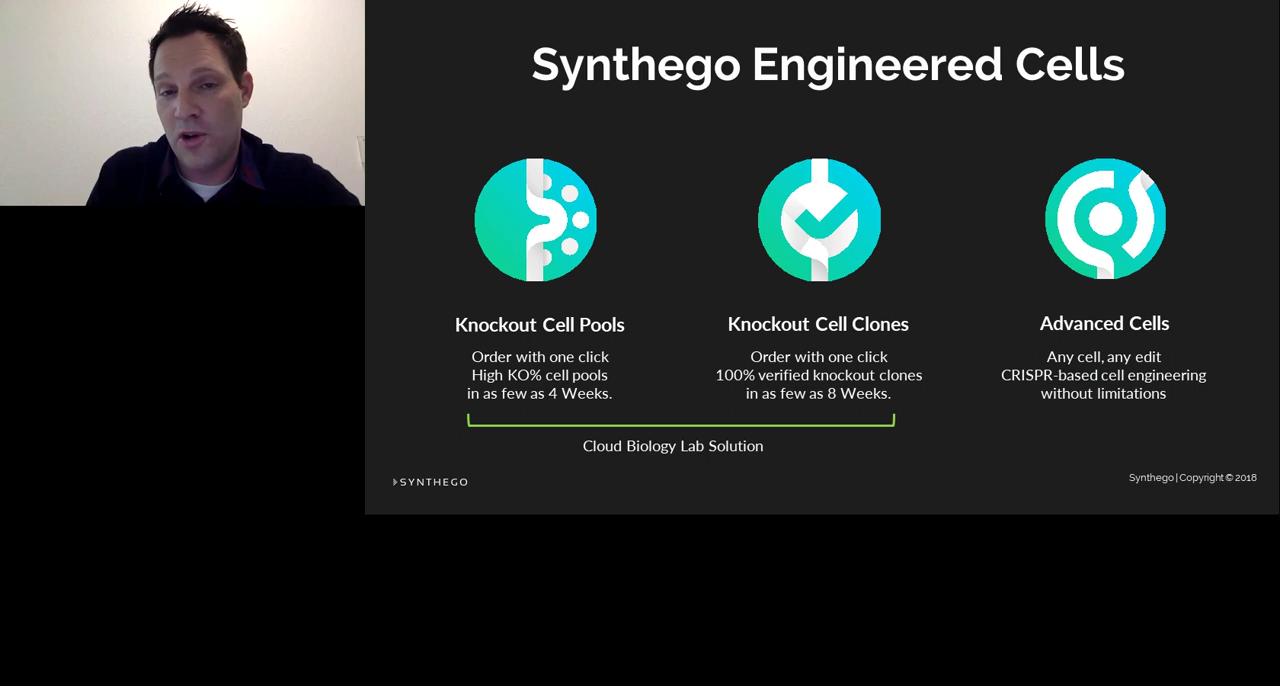 Synthego Engineered Cells
Knockout Cell Pools
Order with one click
High KO% cell pools
in as few as 4 Weeks.
Knockout Cell Clones
Order with one click
100% verified knockout clones
in as few as 8 Weeks.
Advanced Cells
Any cell, any edit
CRISPR-based cell engineering
without limitations
Cloud Biology Lab Solution
SYNTHEGO
Synthego | Copyright © 2018